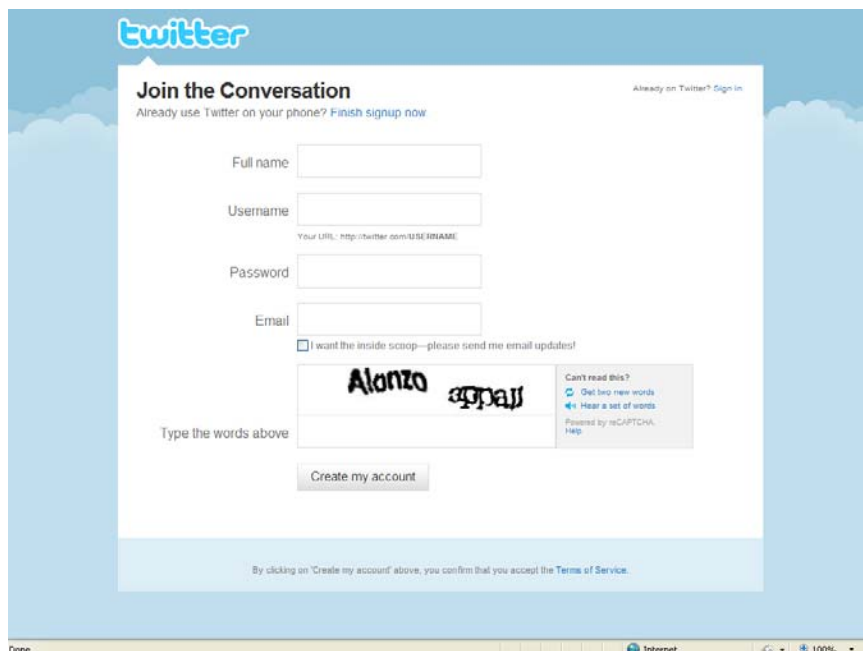 twitter
Join the Conversation
Already on Twitter? Sign in
Already use Twitter on your phone? Finish signup now
Full name
Username
Your URL: http://twitter.com/USERNAME
Password
Email
I want the inside scoop—please send me email updates!
Alonzo appall
Can't read this?
Get two new words
Hear a set of words
Powered by reCAPTCHA.
Help
Type the words above
Create my account
By clicking on 'Create my account' above, you confirm that you accept the Terms of Service.
Done
Internet
100%